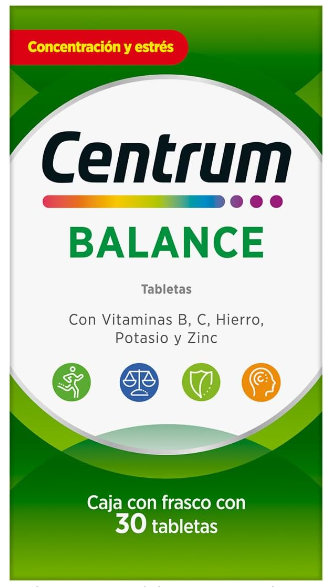 Concentración y estrés
Centrum
BALANCE
Tabletas
Con Vitaminas B, C, Hierro,
Potasio y Zinc
Caja con frasco con
30 tabletas